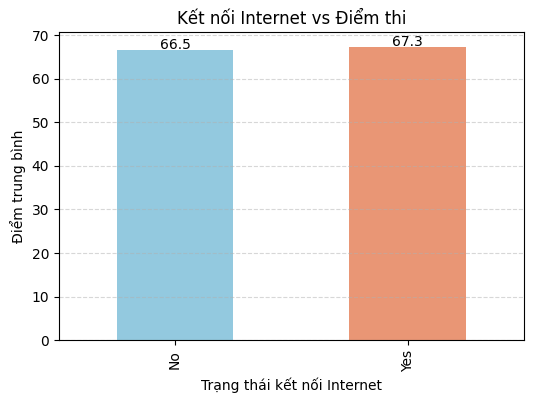 Kết nối Internet vs Điểm thi
70
60
50
40
30
20
10
0
Điểm trung bình
66.5
67.3
No
Yes
Trạng thái kết nối Internet